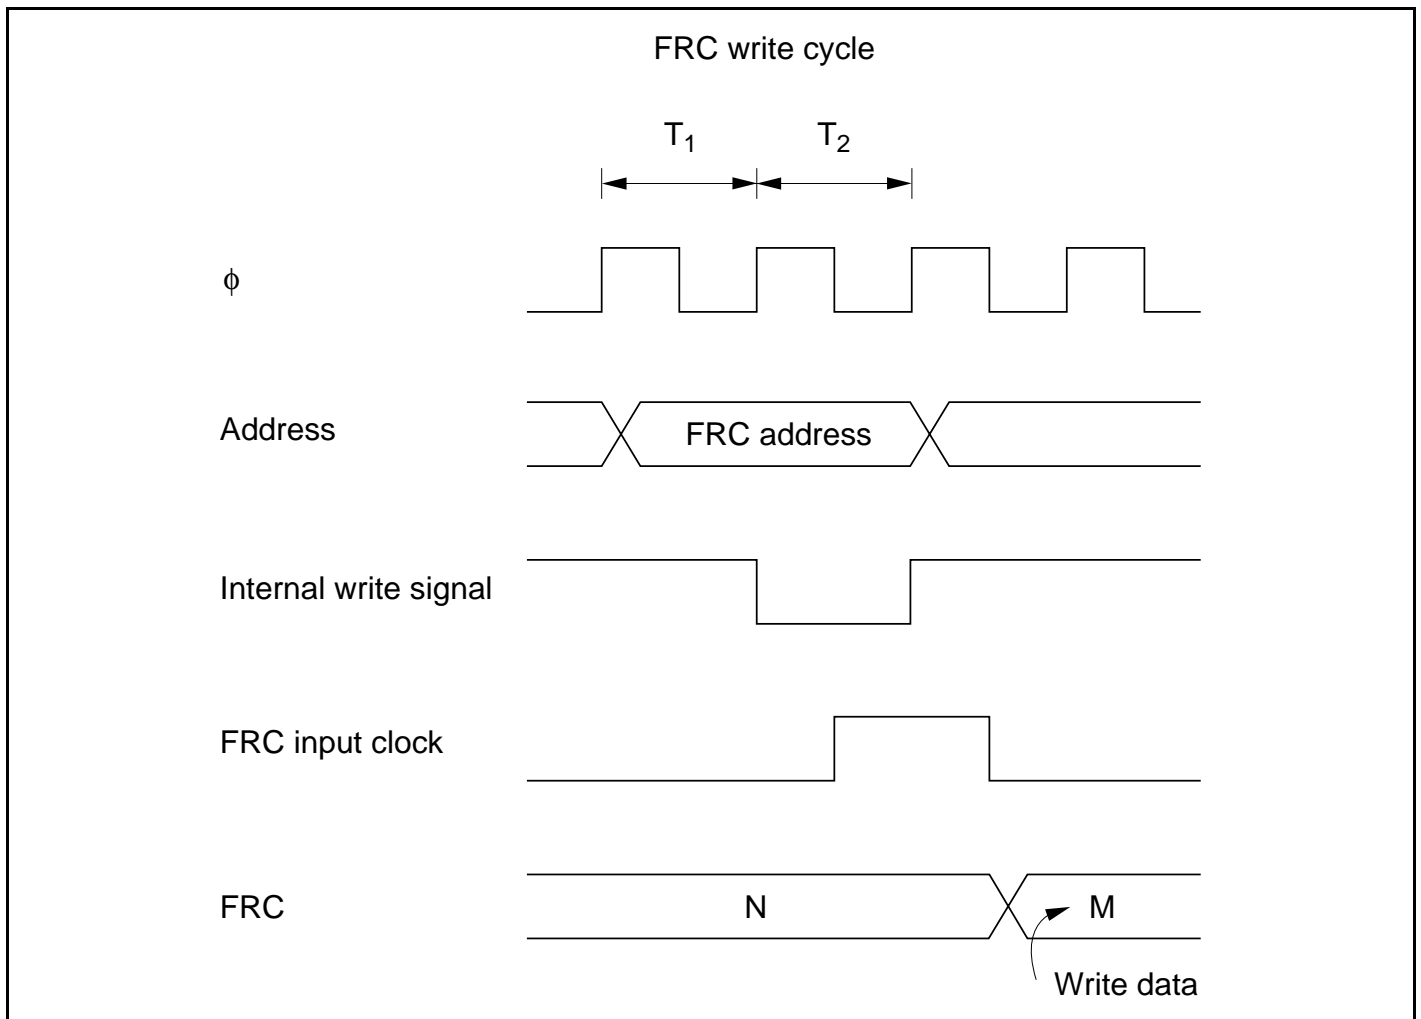 FRC write cycle
T1 T2
ϕ
Address
FRC address
Internal write signal
FRC input clock
FRC
N
M
Write data